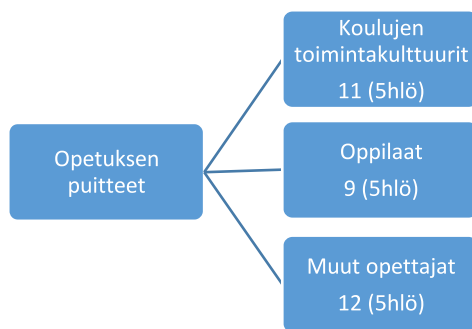 Opetuksen
puitteet
Koulujen
toimintakulttuurit
11 (5hlö)
Oppilaat
9 (5hlö)
Muut opettajat
12 (5hlö)